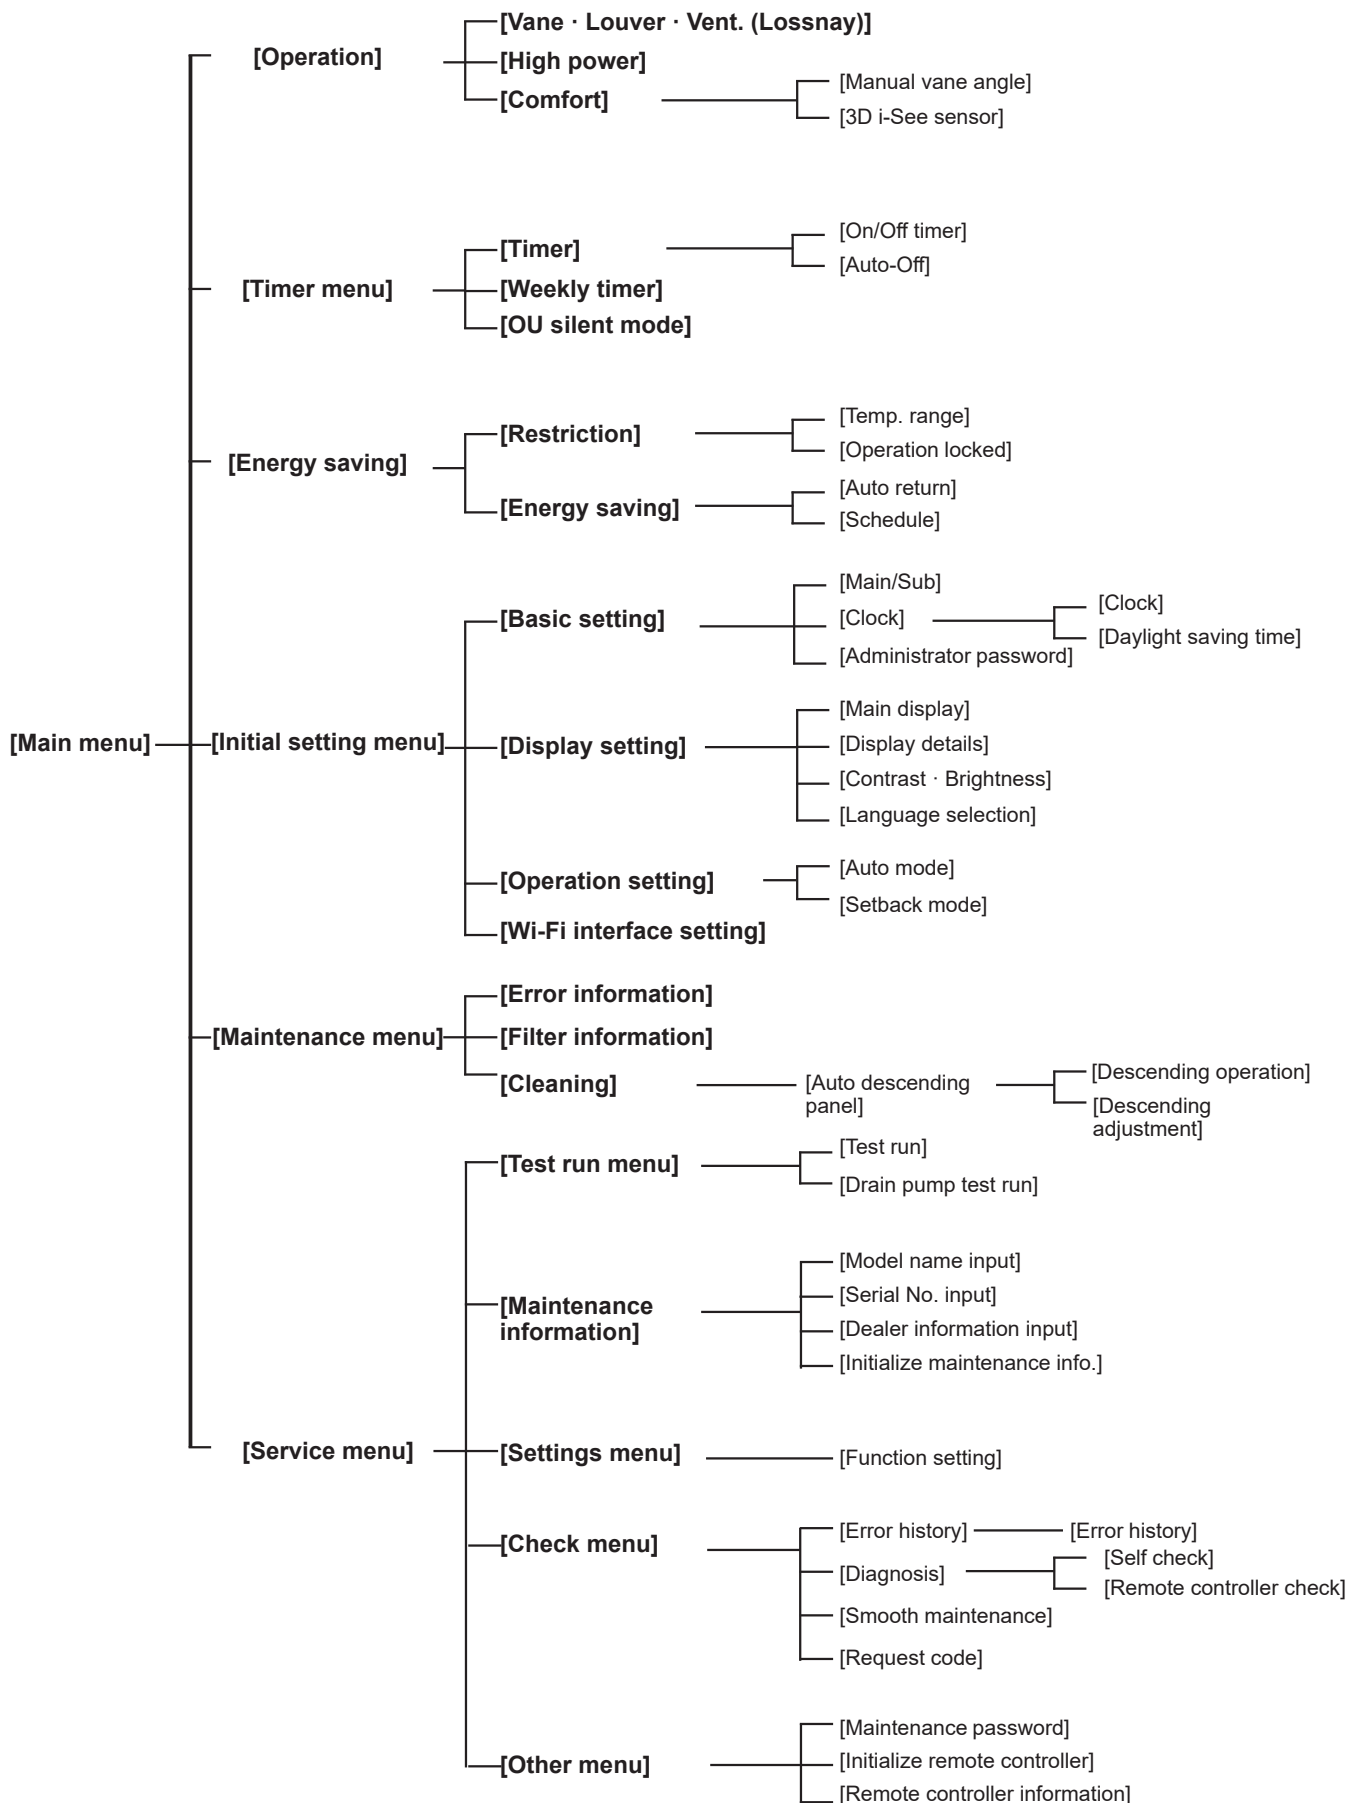 [Main menu]
[Operation]
[Vane · Louver · Vent. (Lossnay)]
[High power]
[Comfort]
[Manual vane angle]
[3D i-See sensor]
[Timer menu]
[Timer]
[On/Off timer]
[Auto-Off]
[Weekly timer]
[OU silent mode]
[Energy saving]
[Restriction]
[Temp. range]
[Operation locked]
[Energy saving]
[Auto return]
[Schedule]
[Initial setting menu]
[Basic setting]
[Main/Sub]
[Clock]
[Clock]
[Daylight saving time]
[Administrator password]
[Display setting]
[Main display]
[Display details]
[Contrast · Brightness]
[Language selection]
[Operation setting]
[Auto mode]
[Setback mode]
[Wi-Fi interface setting]
[Maintenance menu]
[Error information]
[Filter information]
[Cleaning]
[Auto descending
panel]
[Descending operation]
[Descending
adjustment]
[Service menu]
[Test run menu]
[Test run]
[Drain pump test run]
[Maintenance
information]
[Model name input]
[Serial No. input]
[Dealer information input]
[Initialize maintenance info.]
[Settings menu]
[Function setting]
[Check menu]
[Error history]
[Error history]
[Diagnosis]
[Self check]
[Remote controller check]
[Smooth maintenance]
[Request code]
[Other menu]
[Maintenance password]
[Initialize remote controller]
[Remote controller information]